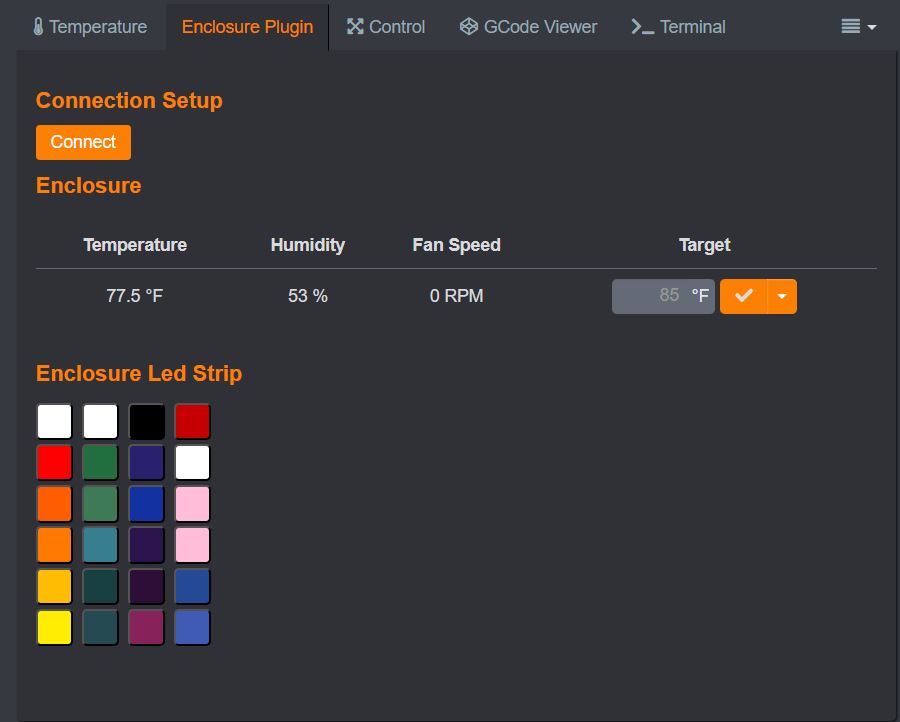 Temperature Enclosure Plugin Control GCode Viewer Terminal
Connection Setup
Connect
Enclosure
Temperature Humidity Fan Speed Target
77.5 °F 53 % 0 RPM 85 °F
Enclosure Led Strip